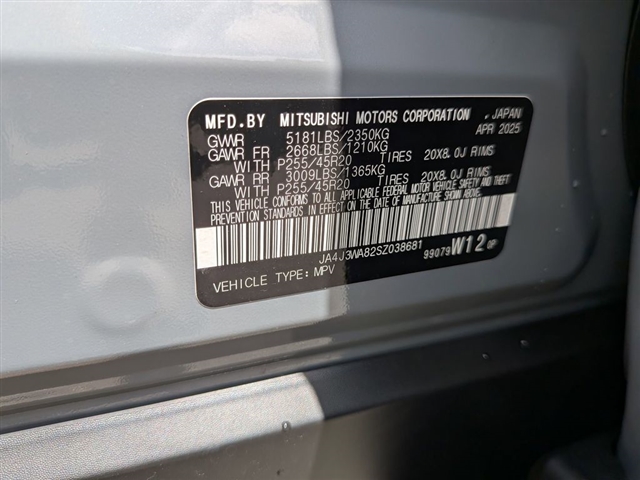 MFD.BY MITSUBISHI MOTORS CORPORATION , JAPAN
GVWR 5181LBS/2350KG APR 2025
GAWR FR 2668LBS/1210KG
WITH P255/45R20 TIRES 20X8.0J RIMS
GAWR RR 3009LBS/1365KG
WITH P255/45R20 TIRES 20X8.0J RIMS
THIS VEHICLE CONFORMS TO ALL APPLICABLE FEDERAL MOTOR VEHICLE SAFETY AND THEFT
PREVENTION STANDARDS IN EFFECT ON THE DATE OF MANUFACTURE SHOWN ABOVE.
JA4J3WA82SZ038681
99079 W12 0P
VEHICLE TYPE: MPV